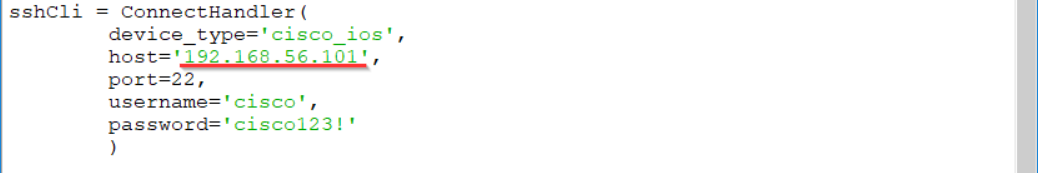 sshCli = ConnectHandler(
        device_type='cisco_ios',
        host='192.168.56.101',
        port=22,
        username='cisco',
        password='cisco123!'
        )